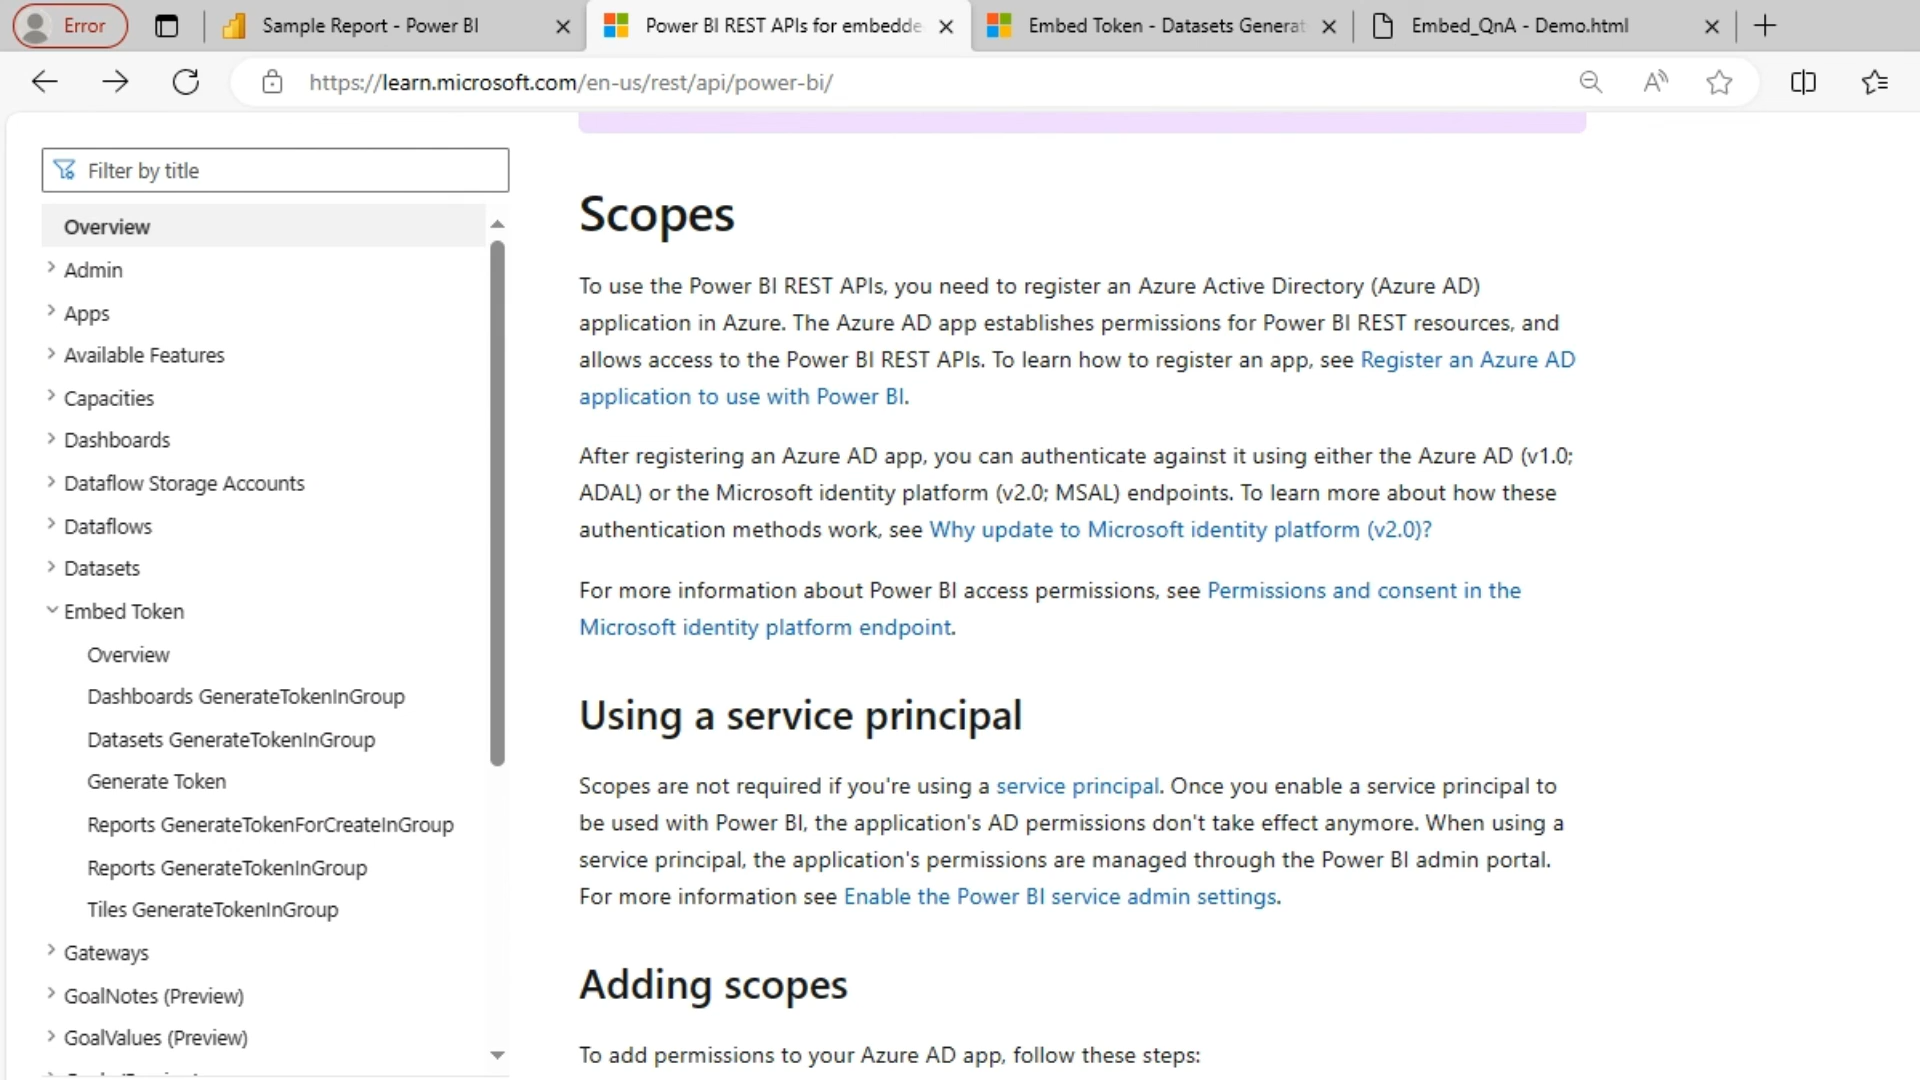 Error
Sample Report - Power BI
Power BI REST APIs for embedde
Embed Token - Datasets Generat
Embed_QnA - Demo.html
https://learn.microsoft.com/en-us/rest/api/power-bi/
Filter by title
Overview
Admin
Apps
Available Features
Capacities
Dashboards
Dataflow Storage Accounts
Dataflows
Datasets
Embed Token
Overview
Dashboards GenerateTokenInGroup
Datasets GenerateTokenInGroup
Generate Token
Reports GenerateTokenForCreateInGroup
Reports GenerateTokenInGroup
Tiles GenerateTokenInGroup
Gateways
GoalNotes (Preview)
GoalValues (Preview)
Scopes
To use the Power BI REST APIs, you need to register an Azure Active Directory (Azure AD)
application in Azure. The Azure AD app establishes permissions for Power BI REST resources, and
allows access to the Power BI REST APIs. To learn how to register an app, see Register an Azure AD
application to use with Power BI.
After registering an Azure AD app, you can authenticate against it using either the Azure AD (v1.0;
ADAL) or the Microsoft identity platform (v2.0; MSAL) endpoints. To learn more about how these
authentication methods work, see Why update to Microsoft identity platform (v2.0)?
For more information about Power BI access permissions, see Permissions and consent in the
Microsoft identity platform endpoint.
Using a service principal
Scopes are not required if you're using a service principal. Once you enable a service principal to
be used with Power BI, the application's AD permissions don't take effect anymore. When using a
service principal, the application's permissions are managed through the Power BI admin portal.
For more information see Enable the Power BI service admin settings.
Adding scopes
To add permissions to your Azure AD app, follow these steps: